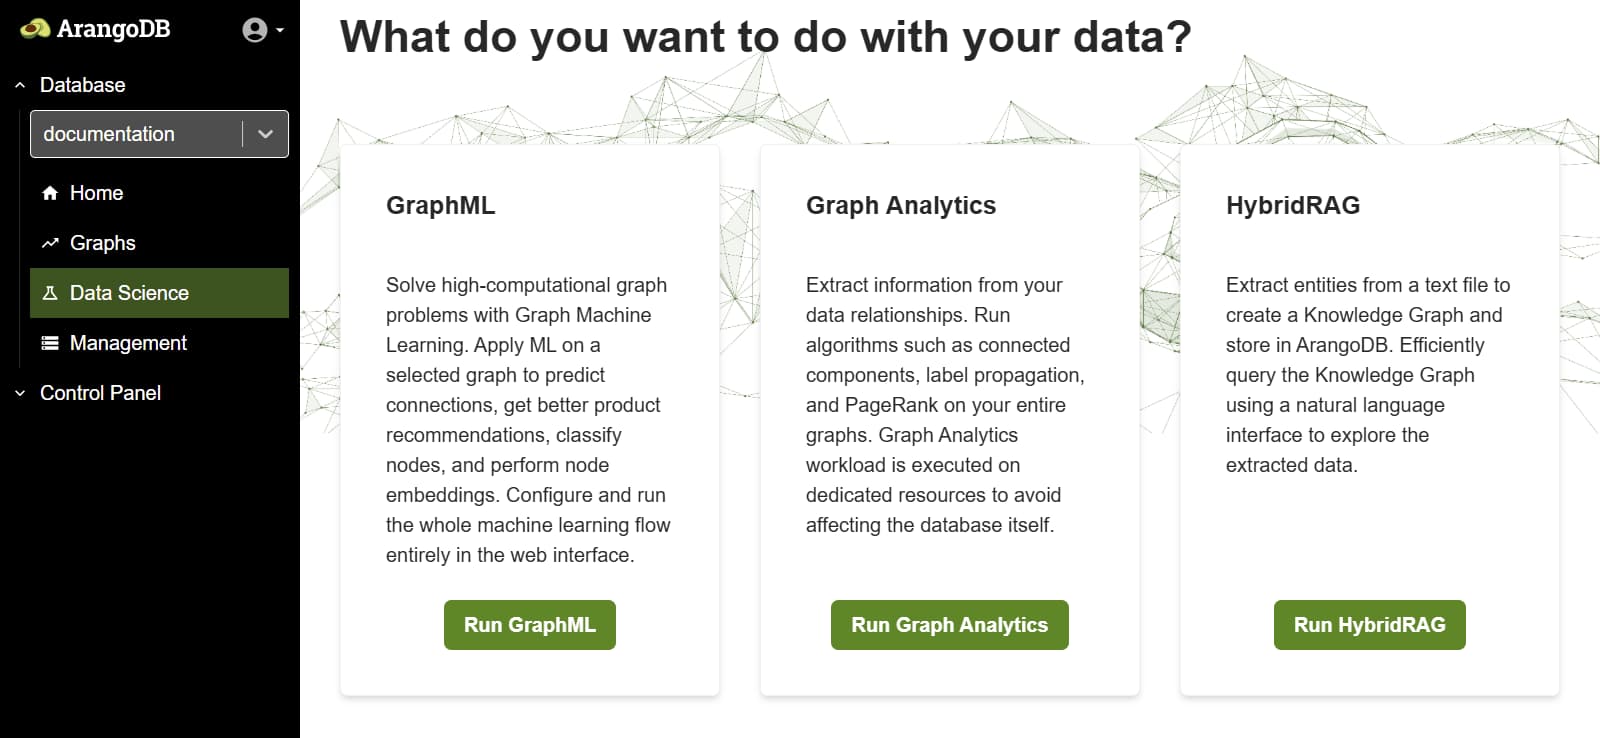 ArangoDB
Database
documentation
Home
Graphs
Data Science
Management
Control Panel
What do you want to do with your data?
GraphML
Solve high-computational graph
problems with Graph Machine
Learning. Apply ML on a
selected graph to predict
connections, get better product
recommendations, classify
nodes, and perform node
embeddings. Configure and run
the whole machine learning flow
entirely in the web interface.
Run GraphML
Graph Analytics
Extract information from your
data relationships. Run
algorithms such as connected
components, label propagation,
and PageRank on your entire
graphs. Graph Analytics
workload is executed on
dedicated resources to avoid
affecting the database itself.
Run Graph Analytics
HybridRAG
Extract entities from a text file to
create a Knowledge Graph and
store in ArangoDB. Efficiently
query the Knowledge Graph
using a natural language
interface to explore the
extracted data.
Run HybridRAG